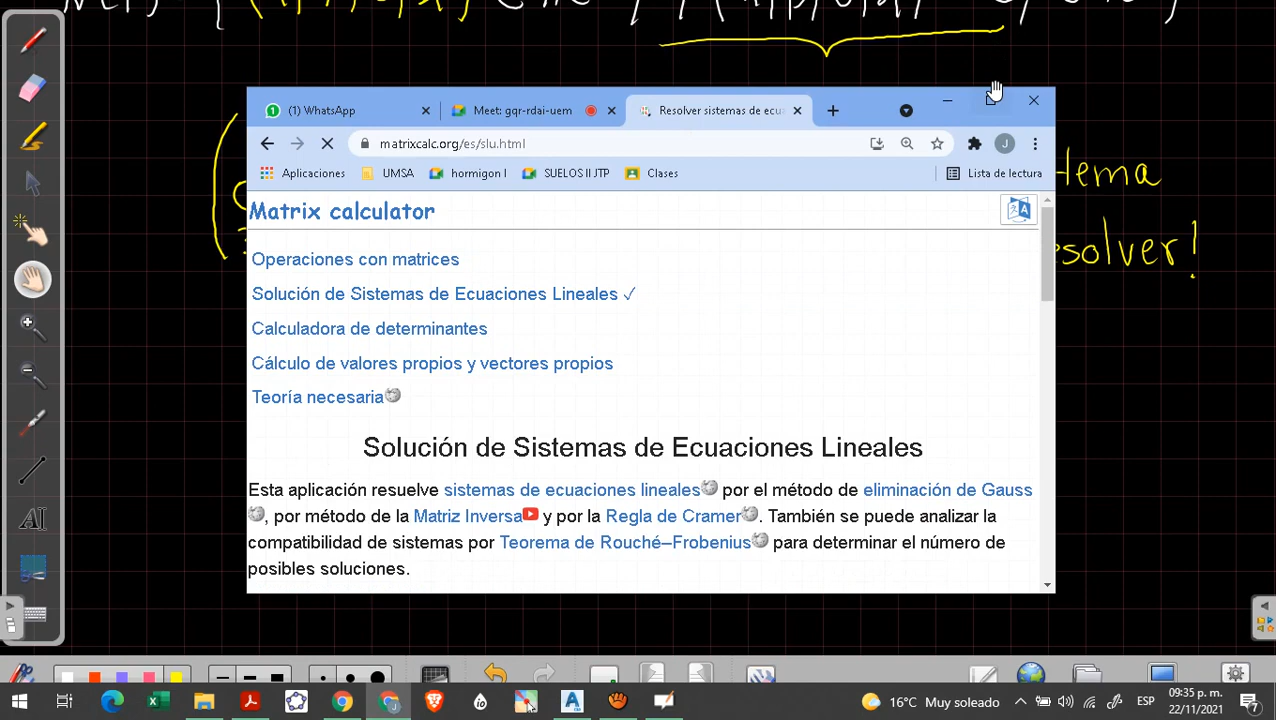 (1) WhatsApp
Meet: gqr-rdai-uem
Resolver sistemas de ecu
matrixcalc.org/es/slu.html
J
Aplicaciones
UMSA
hormigon I
SUELOS II JTP
Clases
Lista de lectura
Matrix calculator
Operaciones con matrices
Solución de Sistemas de Ecuaciones Lineales ✓
Calculadora de determinantes
Cálculo de valores propios y vectores propios
Teoría necesaria
Solución de Sistemas de Ecuaciones Lineales
Esta aplicación resuelve sistemas de ecuaciones lineales por el método de eliminación de Gauss
, por método de la Matriz Inversa y por la Regla de Cramer. También se puede analizar la
compatibilidad de sistemas por Teorema de Rouché–Frobenius para determinar el número de
posibles soluciones.
tema
esolver!
16°C Muy soleado
ESP
09:35 p. m.
22/11/2021